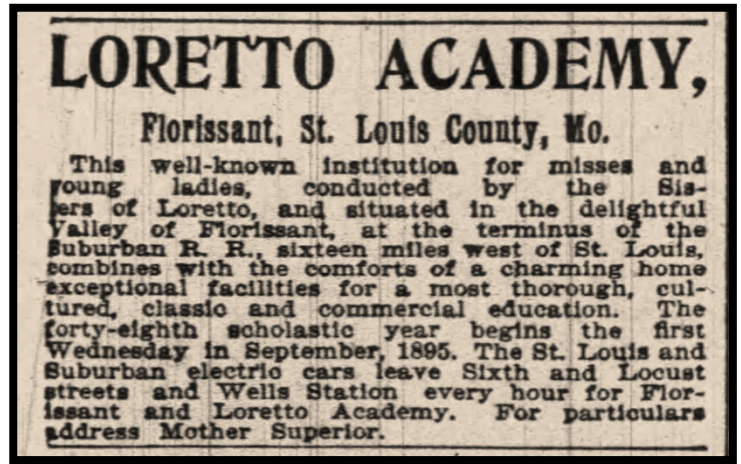 LORETTO ACADEMY,
Florissant, St. Louis County, Mo.
This well-known institution for misses and
young ladies, conducted by the Sis-
ters of Loretto, and situated in the delightful
Valley of Florissant, at the terminus of the
Suburban R. R., sixteen miles west of St. Louis,
combines with the comforts of a charming home
exceptional facilities for a most thorough, cul-
tured, classic and commercial education. The
forty-eighth scholastic year begins the first
Wednesday in September, 1895. The St. Louis and
Suburban electric cars leave Sixth and Locust
streets and Wells Station every hour for Flor-
issant and Loretto Academy. For particulars
address Mother Superior.